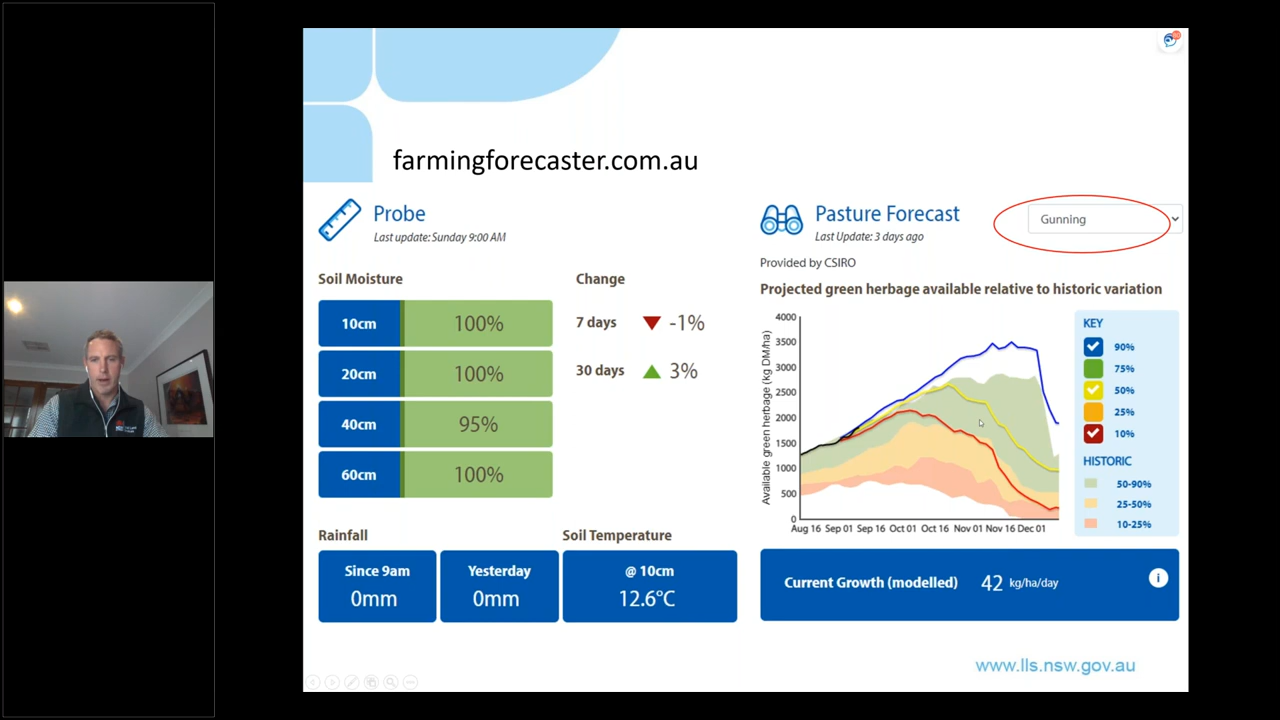 farmingforecaster.com.au
Probe
Last update: Sunday 9:00 AM
Soil Moisture
10cm 100%
20cm 100%
40cm 95%
60cm 100%
Change
7 days -1%
30 days 3%
Rainfall
Since 9am
0mm
Yesterday
0mm
Soil Temperature
@ 10cm
12.6°C
Pasture Forecast
Last Update: 3 days ago
Gunning
Provided by CSIRO
Projected green herbage available relative to historic variation
Available green herbage (kg DM/ha)
4000
3500
3000
2500
2000
1500
1000
500
0
Aug 16 Sep 01 Sep 16 Oct 01 Oct 16 Nov 01 Nov 16 Dec 01
KEY
90%
75%
50%
25%
10%
HISTORIC
50-90%
25-50%
10-25%
Current Growth (modelled) 42 kg/ha/day
i
www.lls.nsw.gov.au